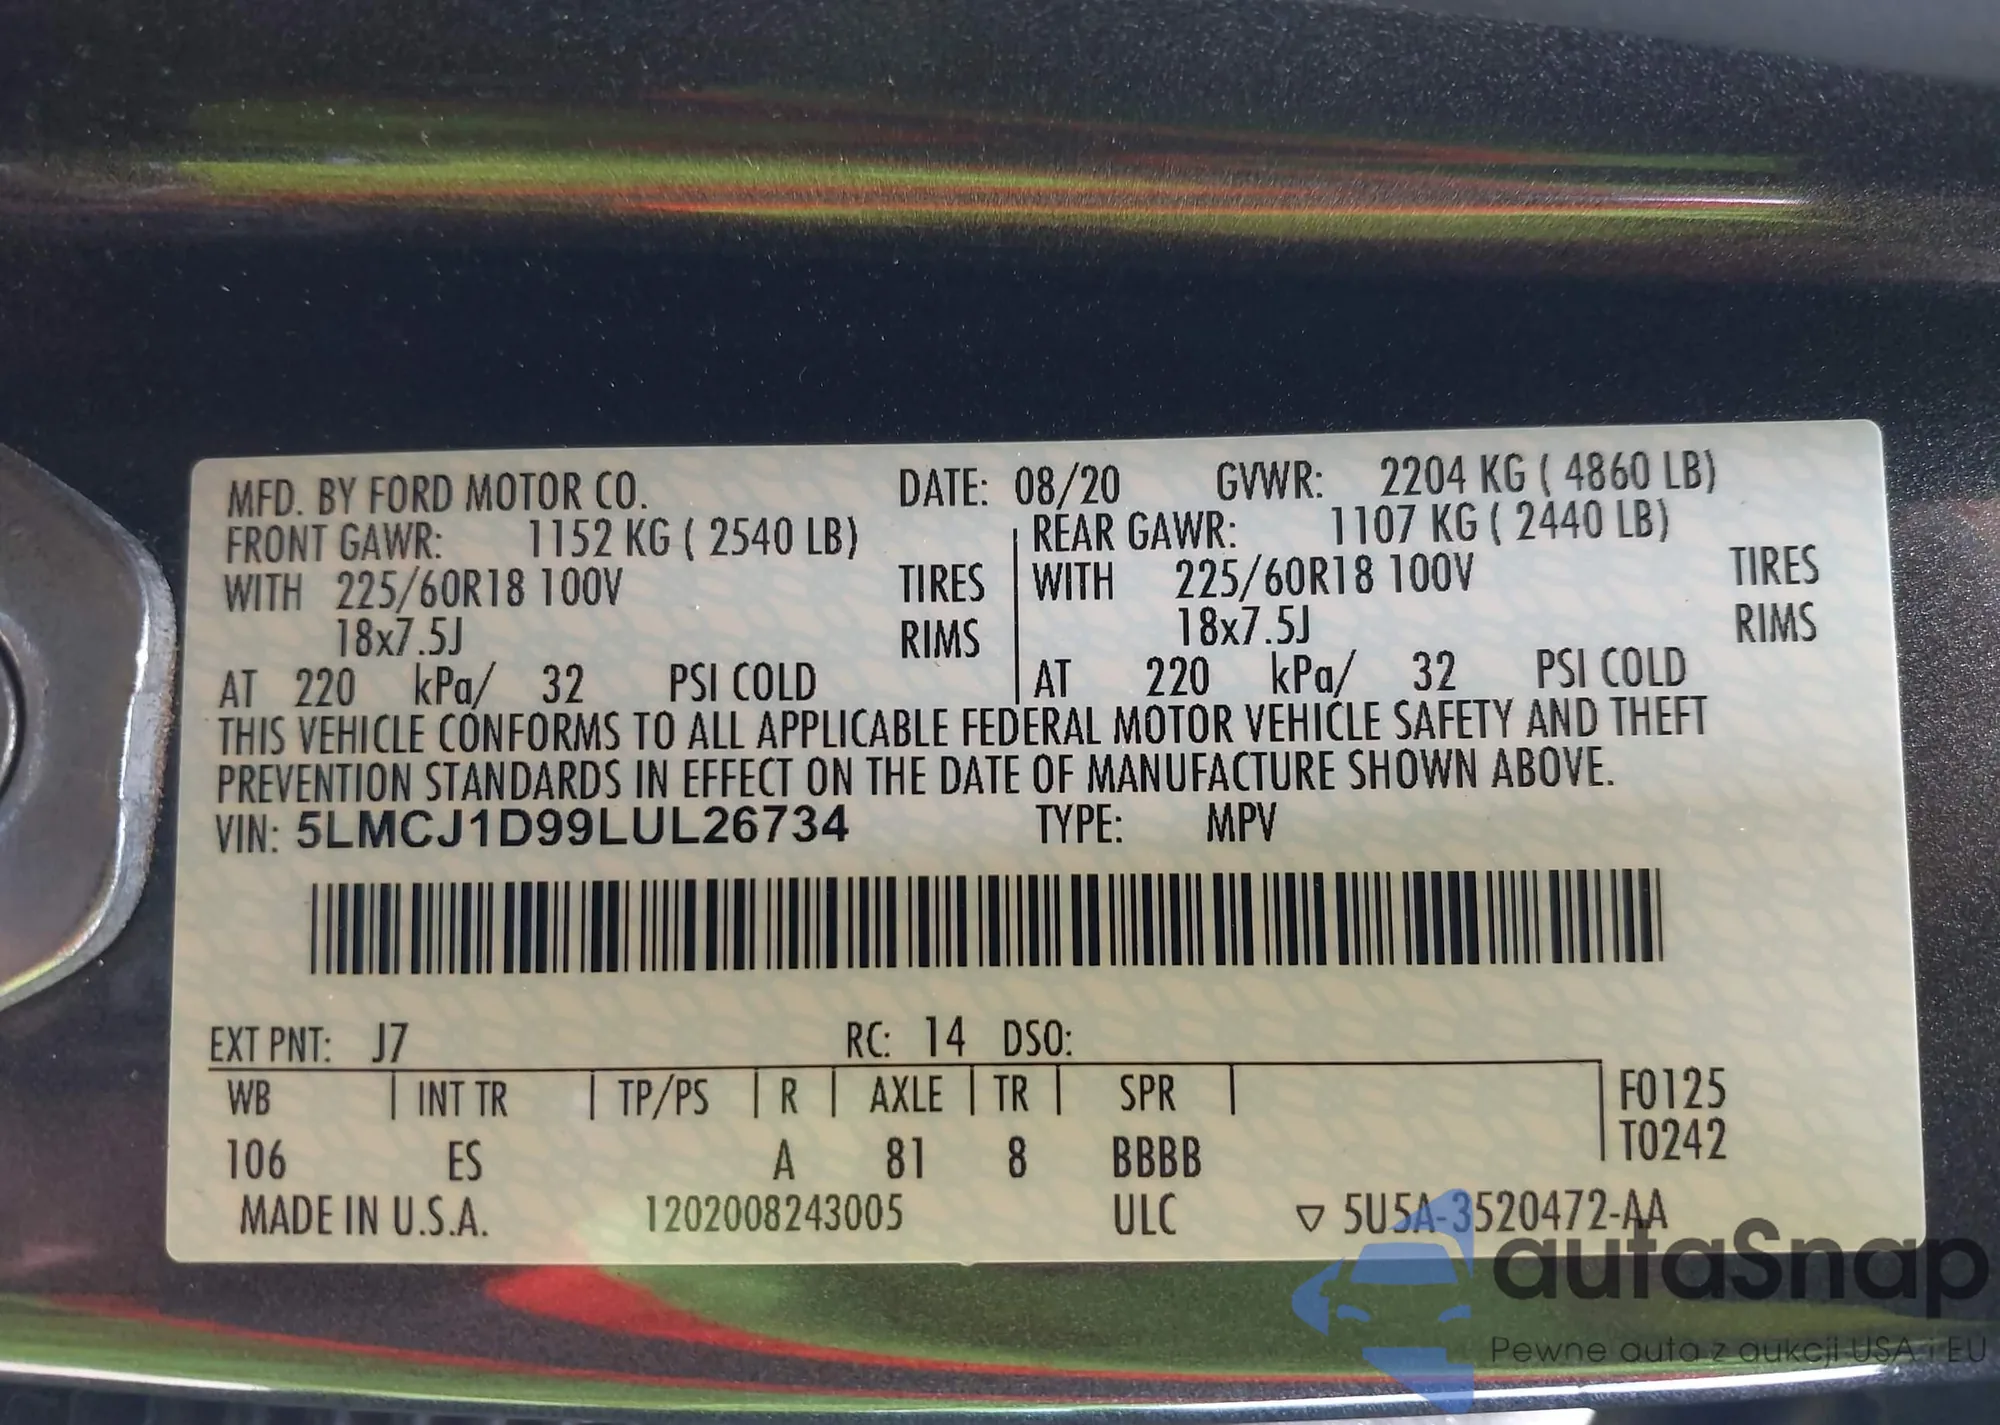 MFD. BY FORD MOTOR CO. DATE: 08/20 GVWR: 2204 KG ( 4860 LB)
FRONT GAWR: 1152 KG ( 2540 LB) REAR GAWR: 1107 KG ( 2440 LB)
WITH 225/60R18 100V TIRES WITH 225/60R18 100V TIRES
18x7.5J RIMS 18x7.5J RIMS
AT 220 kPa/ 32 PSI COLD AT 220 kPa/ 32 PSI COLD
THIS VEHICLE CONFORMS TO ALL APPLICABLE FEDERAL MOTOR VEHICLE SAFETY AND THEFT
PREVENTION STANDARDS IN EFFECT ON THE DATE OF MANUFACTURE SHOWN ABOVE.
VIN: 5LMCJ1D99LUL26734 TYPE: MPV
EXT PNT: J7 RC: 14 DSO:
WB INT TR TP/PS R AXLE TR SPR F0125
T0242
106 ES A 81 8 BBBB
MADE IN U.S.A. 1202008243005 ULC ▽ 5U5A-3520472-AA
autaSnap
Pewne auta z aukcji USA i EU